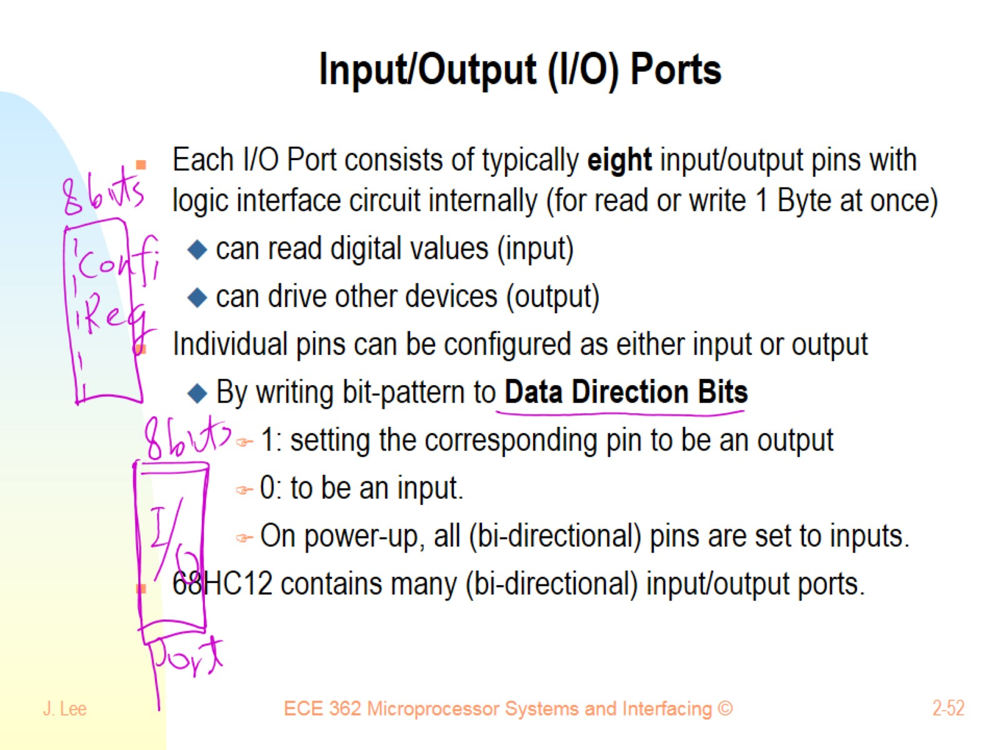 Input/Output (I/O) Ports
Each I/O Port consists of typically eight input/output pins with
logic interface circuit internally (for read or write 1 Byte at once)
can read digital values (input)
can drive other devices (output)
Individual pins can be configured as either input or output
By writing bit-pattern to Data Direction Bits
1: setting the corresponding pin to be an output
0: to be an input.
On power-up, all (bi-directional) pins are set to inputs.
68HC12 contains many (bi-directional) input/output ports.
8 bits
Confi
Reg
8 bits
I/O
port
J. Lee
ECE 362 Microprocessor Systems and Interfacing ©
2-52